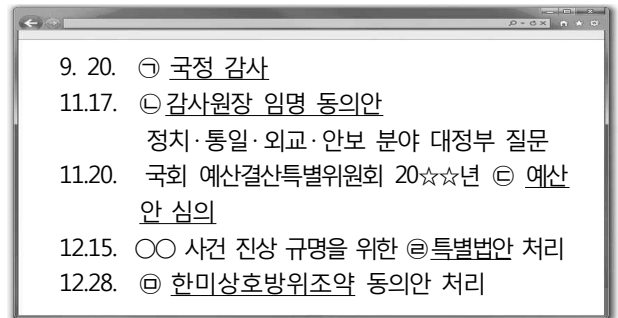 9. 20. ㉠ 국정 감사
11.17. ㉡ 감사원장 임명 동의안
정치·통일·외교·안보 분야 대정부 질문
11.20. 국회 예산결산특별위원회 20☆☆년 ㉢ 예산
안 심의
12.15. ○○ 사건 진상 규명을 위한 ㉣ 특별법안 처리
12.28. ㉤ 한미상호방위조약 동의안 처리